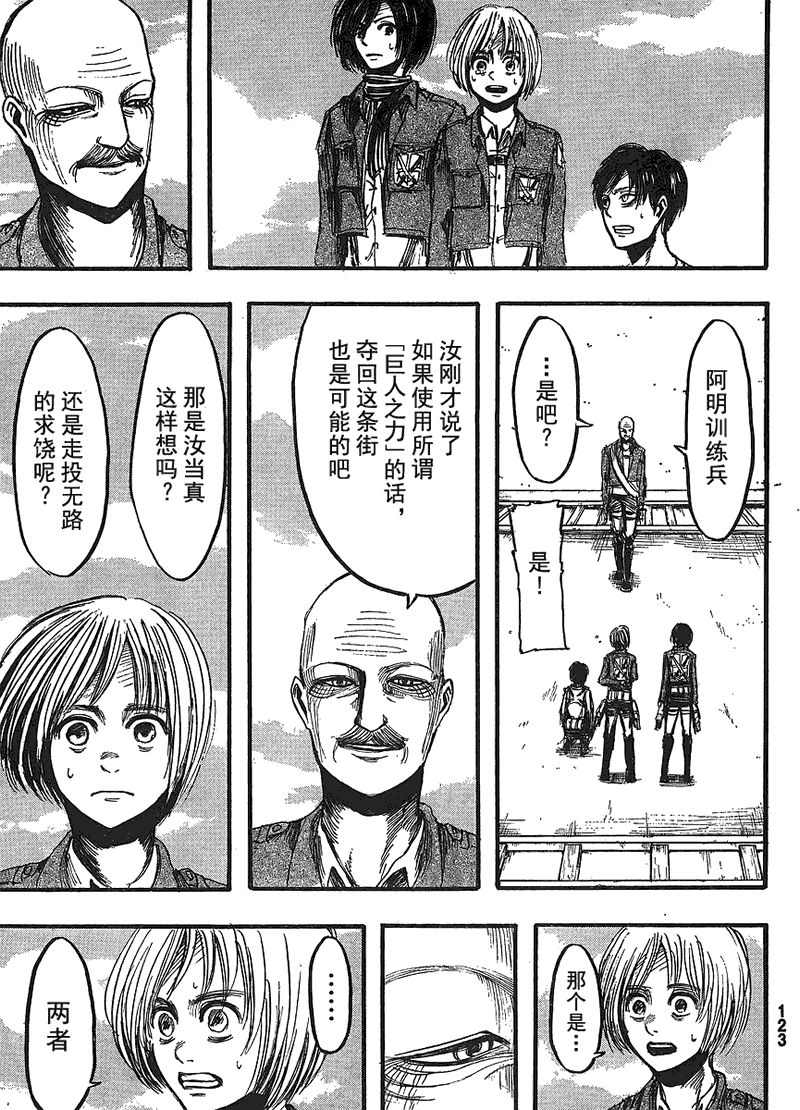 阿明训练兵
…是吧？
是！
汝刚才说了
如果使用所谓
「巨人之力」的话，
夺回这条街
也是可能的吧
那是汝当真
这样想吗？
还是走投无路
的求饶呢？
那个是…
……
两者
123